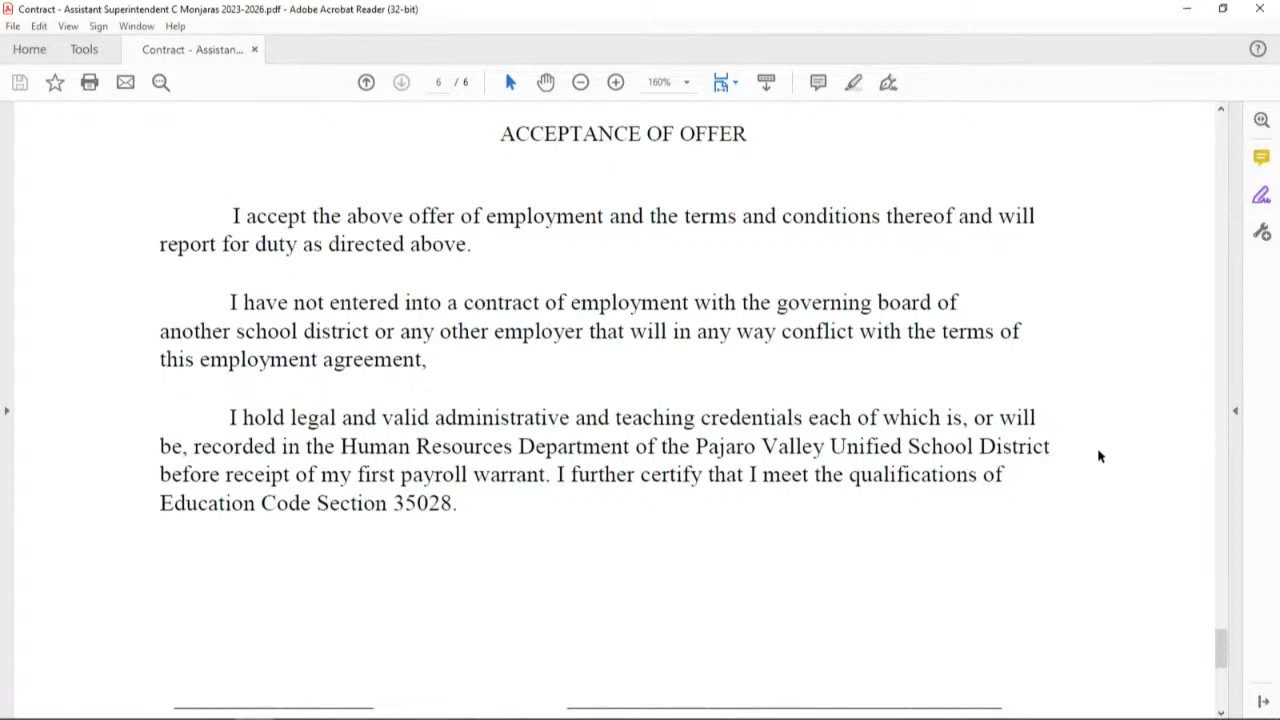 Contract - Assistant Superintendent C Monjaras 2023-2026.pdf - Adobe Acrobat Reader (32-bit)
File Edit View Sign Window Help
Home Tools Contract - Assistan... ×
6 / 6 160%
ACCEPTANCE OF OFFER
I accept the above offer of employment and the terms and conditions thereof and will
report for duty as directed above.
I have not entered into a contract of employment with the governing board of
another school district or any other employer that will in any way conflict with the terms of
this employment agreement,
I hold legal and valid administrative and teaching credentials each of which is, or will
be, recorded in the Human Resources Department of the Pajaro Valley Unified School District
before receipt of my first payroll warrant. I further certify that I meet the qualifications of
Education Code Section 35028.